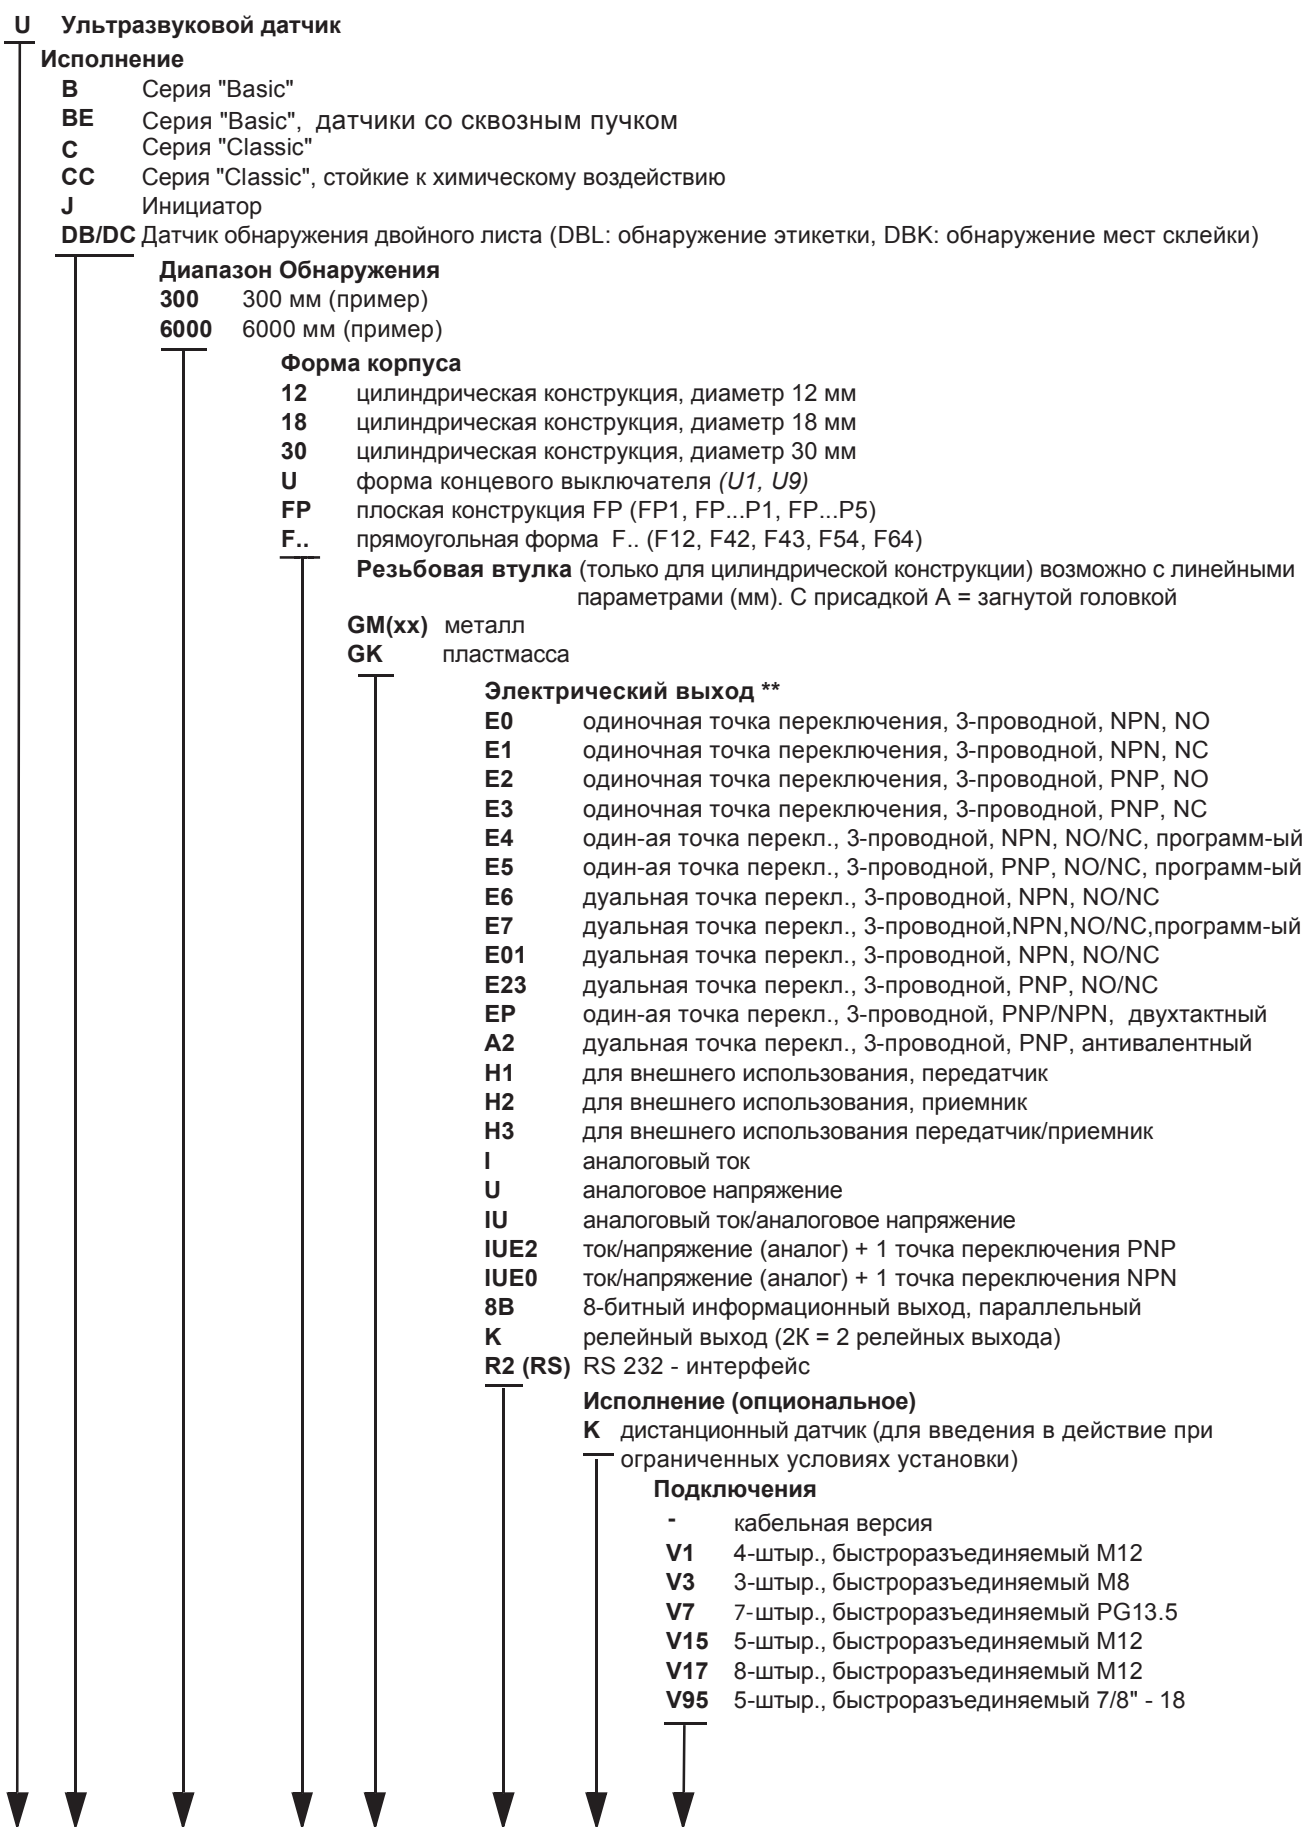 U Ультразвуковой датчик
Исполнение
B Серия "Basic"
BE Серия "Basic", датчики со сквозным пучком
C Серия "Classic"
CC Серия "Classic", стойкие к химическому воздействию
J Инициатор
DB/DC Датчик обнаружения двойного листа (DBL: обнаружение этикетки, DBK: обнаружение мест склейки)
Диапазон Обнаружения
300 300 мм (пример)
6000 6000 мм (пример)
Форма корпуса
12 цилиндрическая конструкция, диаметр 12 мм
18 цилиндрическая конструкция, диаметр 18 мм
30 цилиндрическая конструкция, диаметр 30 мм
U форма концевого выключателя (U1, U9)
FP плоская конструкция FP (FP1, FP...P1, FP...P5)
F.. прямоугольная форма F.. (F12, F42, F43, F54, F64)
Резьбовая втулка (только для цилиндрической конструкции) возможно с линейными
параметрами (мм). С присадкой А = загнутой головкой
GM(xx) металл
GK пластмасса
Электрический выход **
E0 одиночная точка переключения, 3-проводной, NPN, NO
E1 одиночная точка переключения, 3-проводной, NPN, NC
E2 одиночная точка переключения, 3-проводной, PNP, NO
E3 одиночная точка переключения, 3-проводной, PNP, NC
E4 один-ая точка перекл., 3-проводной, NPN, NO/NC, программ-ый
E5 один-ая точка перекл., 3-проводной, PNP, NO/NC, программ-ый
E6 дуальная точка перекл., 3-проводной, NPN, NO/NC
E7 дуальная точка перекл., 3-проводной,NPN,NO/NC,программ-ый
E01 дуальная точка перекл., 3-проводной, NPN, NO/NC
E23 дуальная точка перекл., 3-проводной, PNP, NO/NC
EP один-ая точка перекл., 3-проводной, PNP/NPN, двухтактный
A2 дуальная точка перекл., 3-проводной, PNP, антивалентный
H1 для внешнего использования, передатчик
H2 для внешнего использования, приемник
H3 для внешнего использования передатчик/приемник
I аналоговый ток
U аналоговое напряжение
IU аналоговый ток/аналоговое напряжение
IUE2 ток/напряжение (аналог) + 1 точка переключения PNP
IUE0 ток/напряжение (аналог) + 1 точка переключения NPN
8B 8-битный информационный выход, параллельный
K релейный выход (2К = 2 релейных выхода)
R2 (RS) RS 232 - интерфейс
Исполнение (опциональное)
K дистанционный датчик (для введения в действие при
ограниченных условиях установки)
Подключения
- кабельная версия
V1 4-штыр., быстроразъединяемый M12
V3 3-штыр., быстроразъединяемый M8
V7 7-штыр., быстроразъединяемый PG13.5
V15 5-штыр., быстроразъединяемый M12
V17 8-штыр., быстроразъединяемый M12
V95 5-штыр., быстроразъединяемый 7/8" - 18